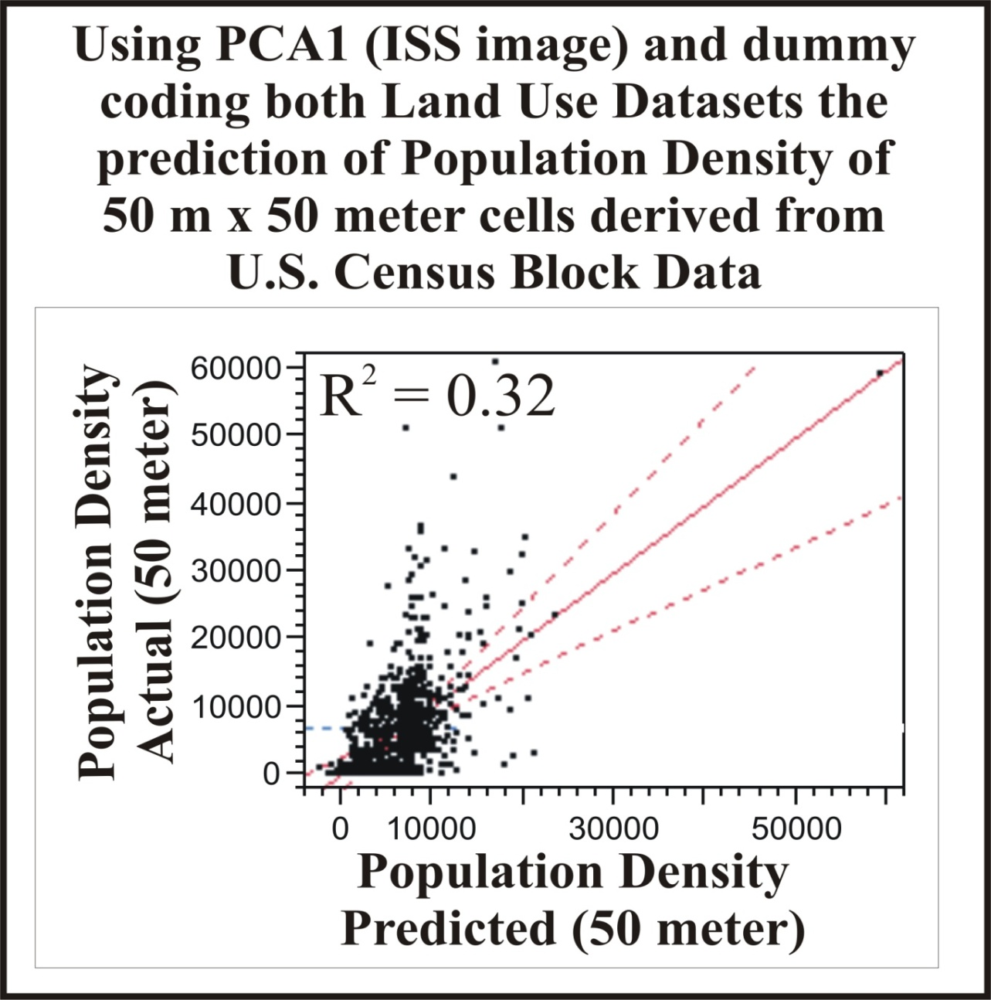 Using PCA1 (ISS image) and dummy
coding both Land Use Datasets the
prediction of Population Density of
50 m x 50 meter cells derived from
U.S. Census Block Data
R² = 0.32
Population Density
Actual (50 meter)
60000
50000
40000
30000
20000
10000
0
0 10000 30000 50000
Population Density
Predicted (50 meter)